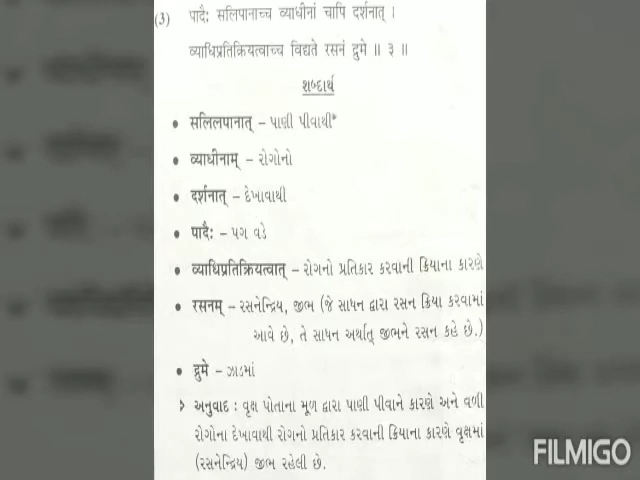 (3) पादैः सलिपानाच्च व्याधीनां चापि दर्शनात् ।
व्याधिप्रतिक्रियत्वाच्च विद्यते रसनं द्रुमे ॥ ३ ॥
શબ્દાર્થ
• सलिलपानात् – પાણી પીવાથી*
• व्याधीनाम् – રોગોનો
• दर्शनात् – દેખાવાથી
• पादैः – પગ વડે
• व्याधिप्रतिक्रियत्वात् – રોગનો પ્રતિકાર કરવાની ક્રિયાના કારણે
• रसनम् – રસનેન્દ્રિય, જીભ (જે સાધન દ્વારા રસન ક્રિયા કરવામાં
આવે છે, તે સાધન અર્થાત્ જીભને રસન કહે છે.)
• द्रुमे – ઝાડમાં
> અનુવાદ : વૃક્ષ પોતાના મૂળ દ્વારા પાણી પીવાને કારણે અને વળી
રોગોના દેખાવાથી રોગનો પ્રતિકાર કરવાની ક્રિયાના કારણે વૃક્ષમાં
(રસનેન્દ્રિય) જીભ રહેલી છે.
FILMIGO